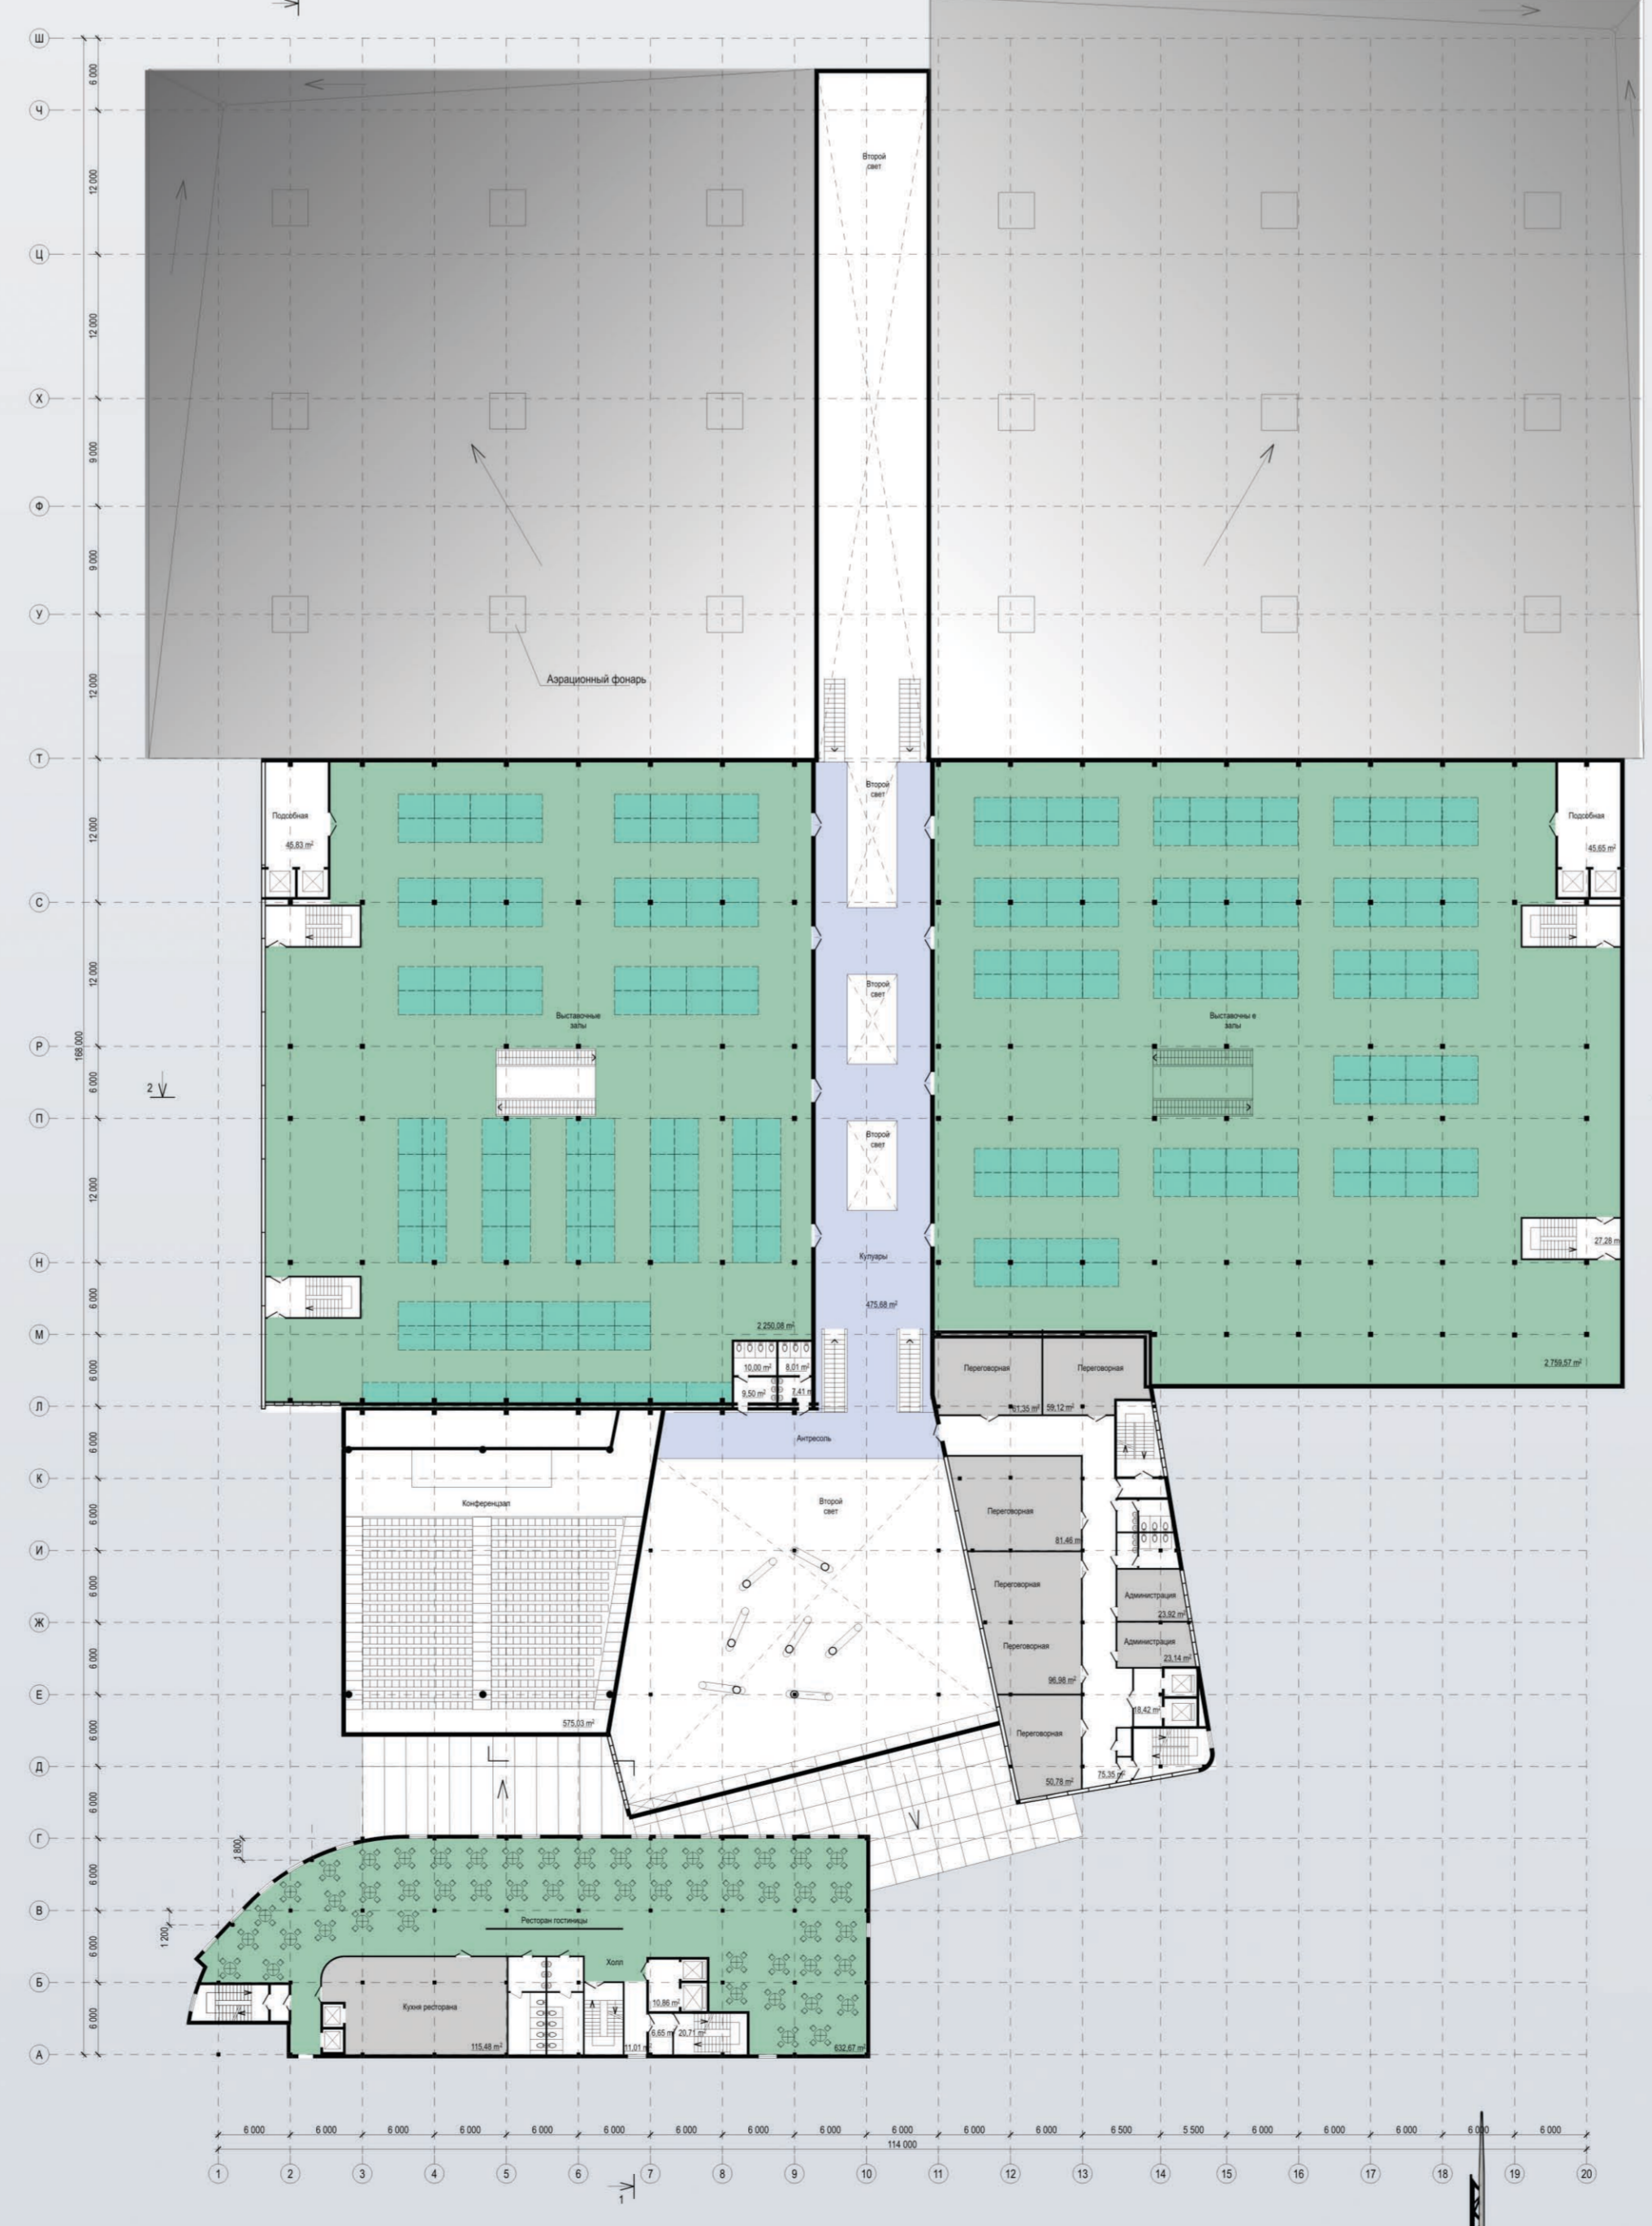 Ш
6 000
Ч
Второй
свет
12 000
Ц
12 000
Х
9 000
Ф
9 000
У
12 000
Аэрационный фонарь
Т
Второй
свет
12 000
Подсобная
45,83 m²
Подсобная
45,65 m²
С
12 000
Второй
свет
Выставочные
залы
Выставочны е
залы
Р
168 000
6 000
2
П
Второй
свет
12 000
27,28 m
Н
Кулуары
475,68 m²
6 000
2 250,08 m²
М
6 000
10,00 m²
8,01 m²
9,50 m²
7,41 m
Переговорная
61,35 m²
Переговорная
59,12 m²
2 759,57 m²
Л
6 000
Антресоль
К
Конференцзал
Второй
свет
Переговорная
81,46 m
6 000
И
6 000
Переговорная
Администрация
23,92 m²
Ж
6 000
Переговорная
96,98 m²
Администрация
23,14 m²
Е
18,42 m²
575,03 m²
6 000
Переговорная
50,78 m²
75,35 m²
Д
6 000
Г
1 800
6 000
В
Ресторан гостиницы
1 200
6 000
Холл
Б
10,86 m²
Кухня ресторана
115,48 m²
6 000
6,65 m
20,71 m²
11,01 m²
632,67 m²
А
6 000 6 000 6 000 6 000 6 000 6 000 6 000 6 000 6 000 6 000 6 000 6 000 6 500 5 500 6 000 6 000 6 000 6 000 6 000
114 000
1 2 3 4 5 6 7 8 9 10 11 12 13 14 15 16 17 18 19 20
1